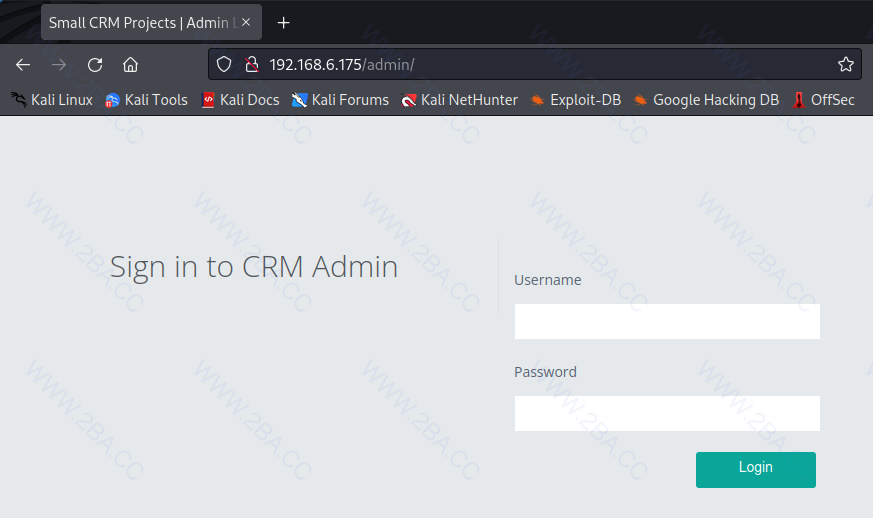 Small CRM Projects | Admin L
192.168.6.175/admin/
Kali Linux Kali Tools Kali Docs Kali Forums Kali NetHunter Exploit-DB Google Hacking DB OffSec
Sign in to CRM Admin
Username
Password
Login
WWW.2BA.CC